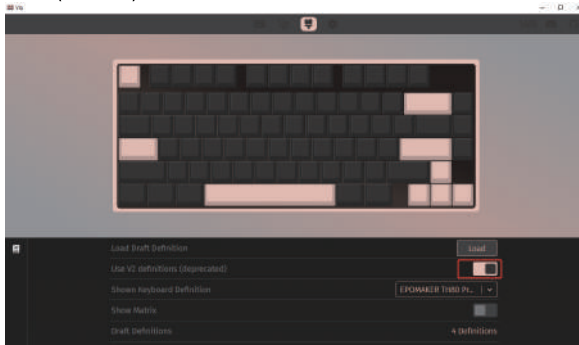 Via
Load Draft Definition
Load
Use V2 definitions (deprecated)
Shown Keyboard Definition
EPOMAKER TH80 Pr...
Show Matrix
Draft Definitions
4 Definitions